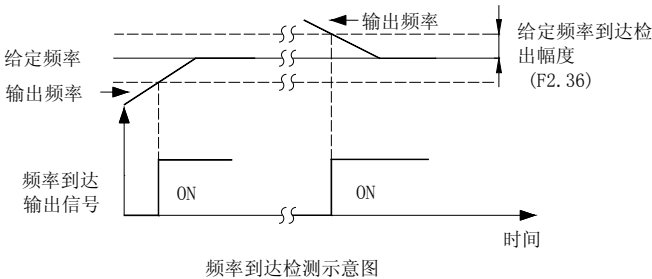 输出频率
给定频率到达检
出幅度
(F2.36)
给定频率
输出频率
频率到达
输出信号
ON
ON
时间
频率到达检测示意图